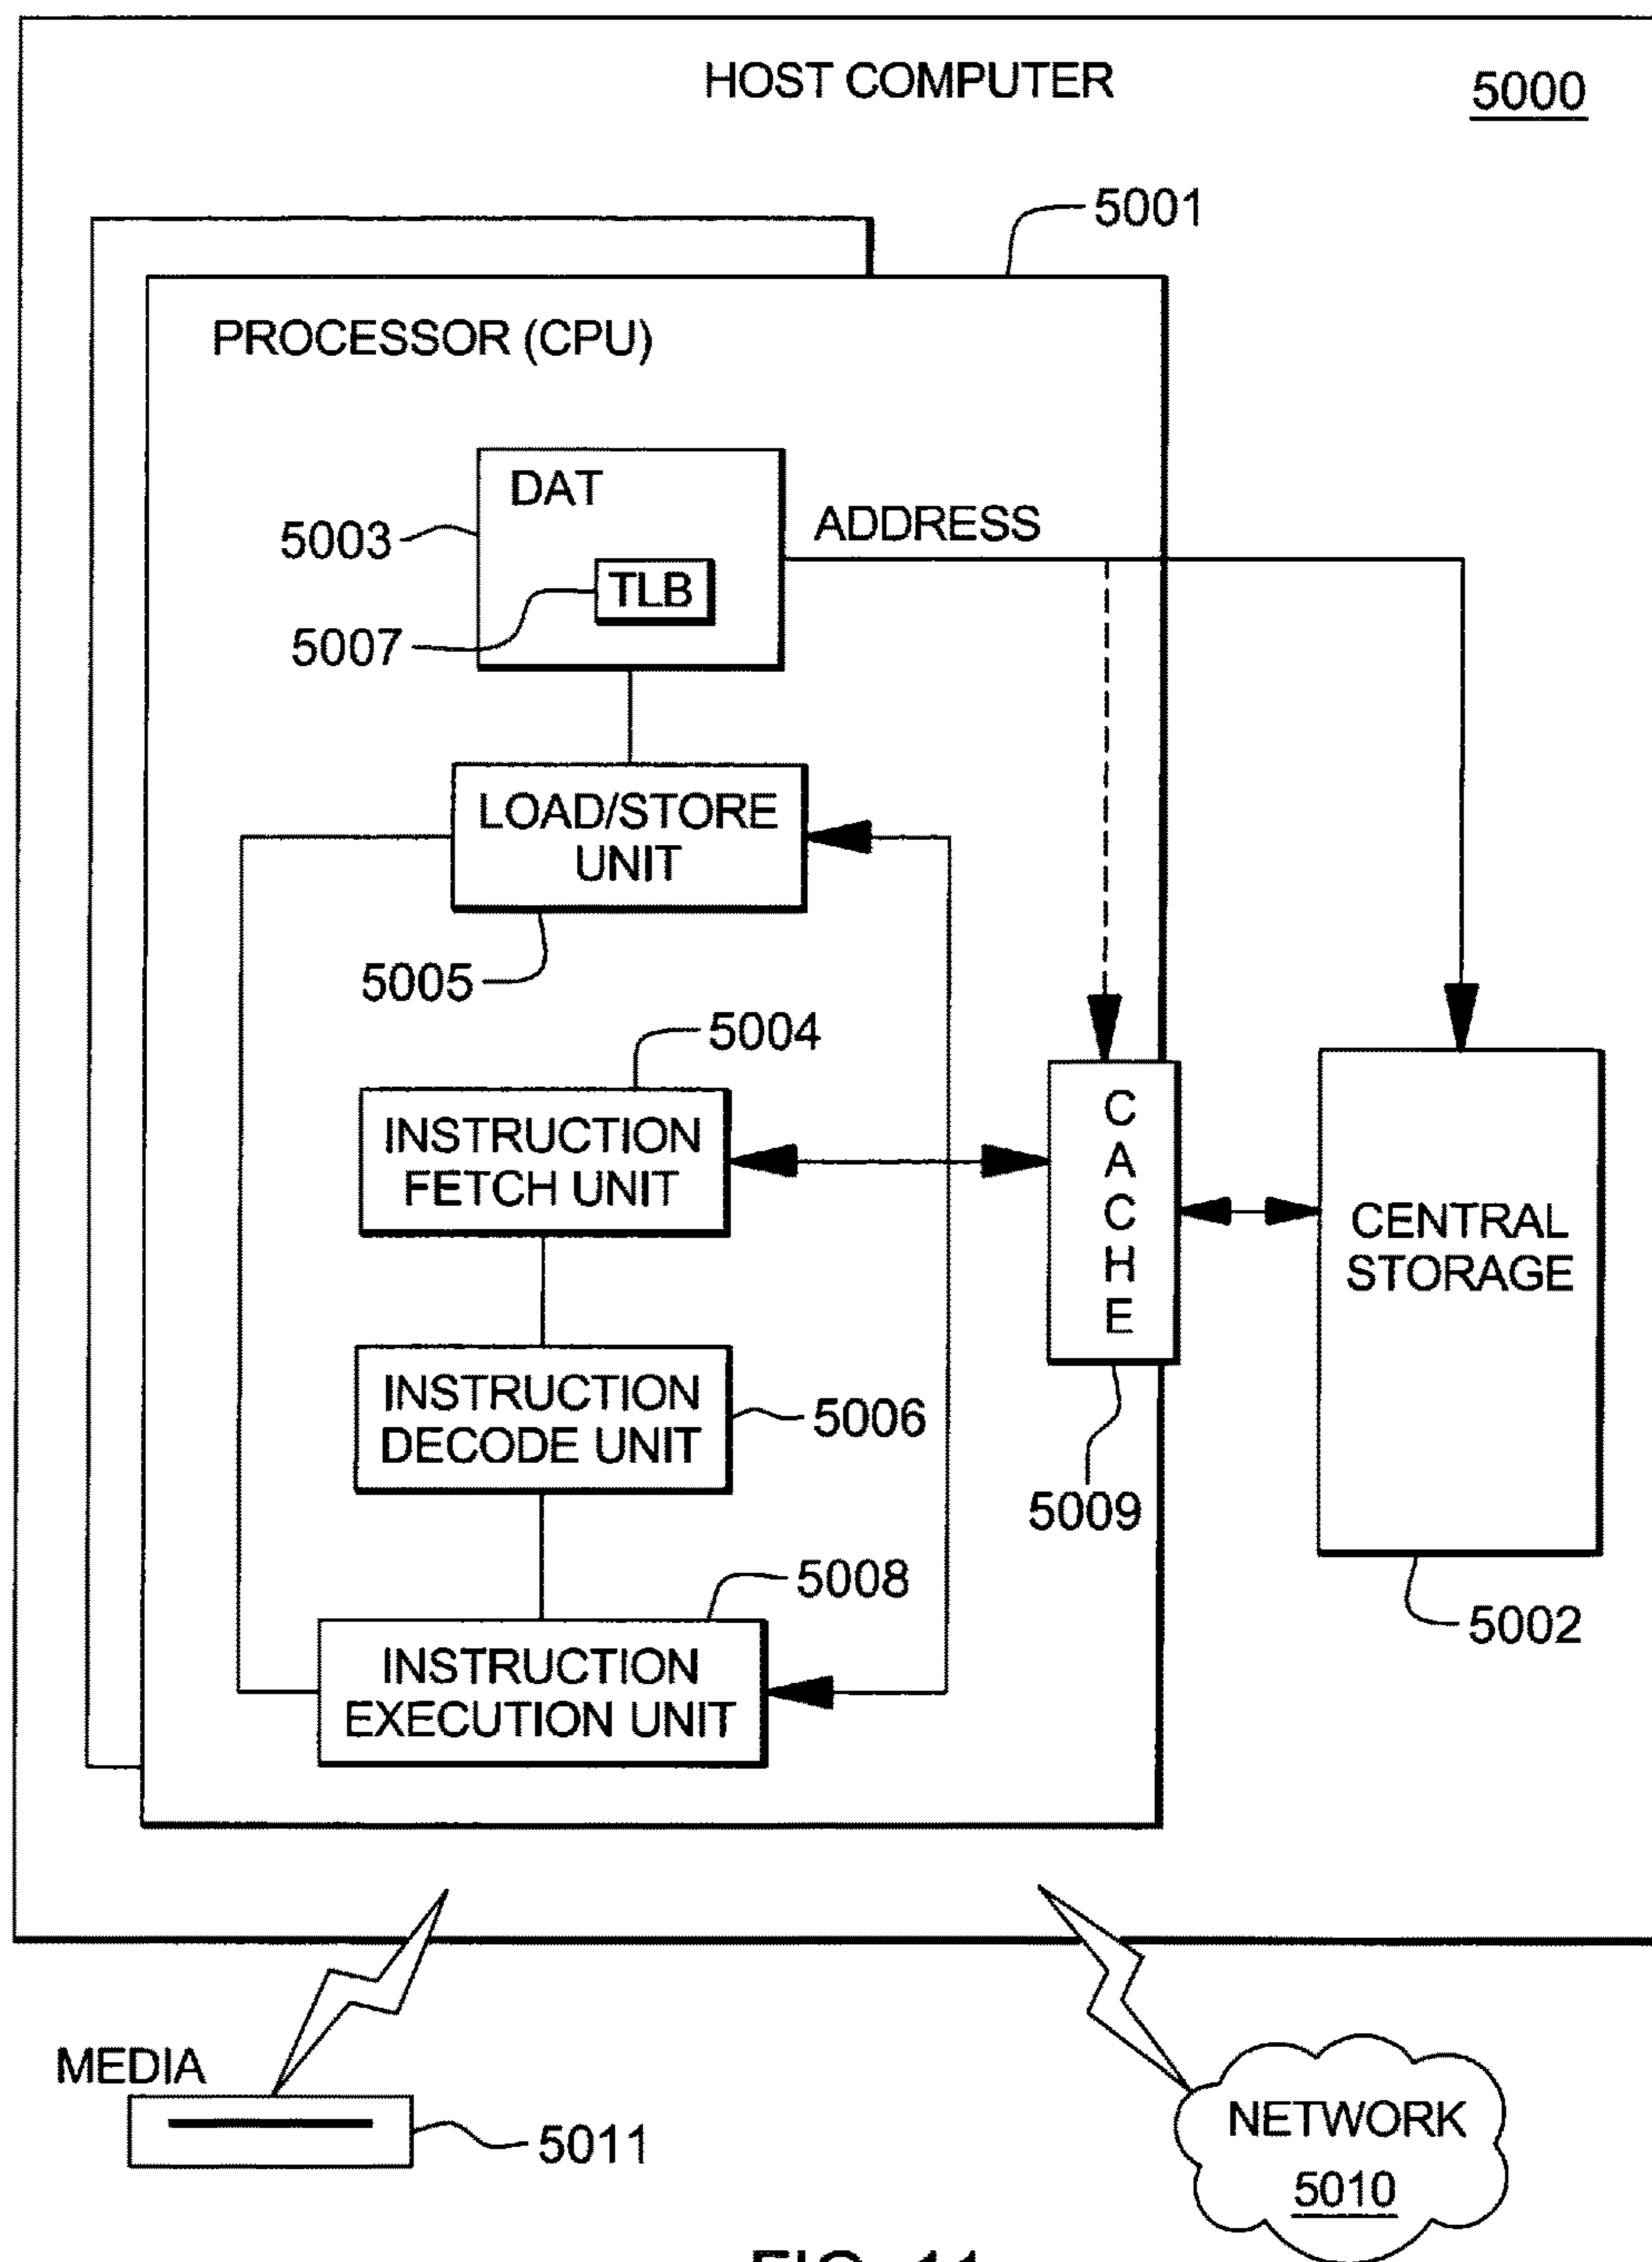 HOST COMPUTER
5000
5001
PROCESSOR (CPU)
DAT
5003
ADDRESS
TLB
5007
LOAD/STORE
UNIT
5005
5004
INSTRUCTION
FETCH UNIT
CACHE
CENTRAL
STORAGE
INSTRUCTION
DECODE UNIT
5006
5009
5008
5002
INSTRUCTION
EXECUTION UNIT
MEDIA
5011
NETWORK
5010